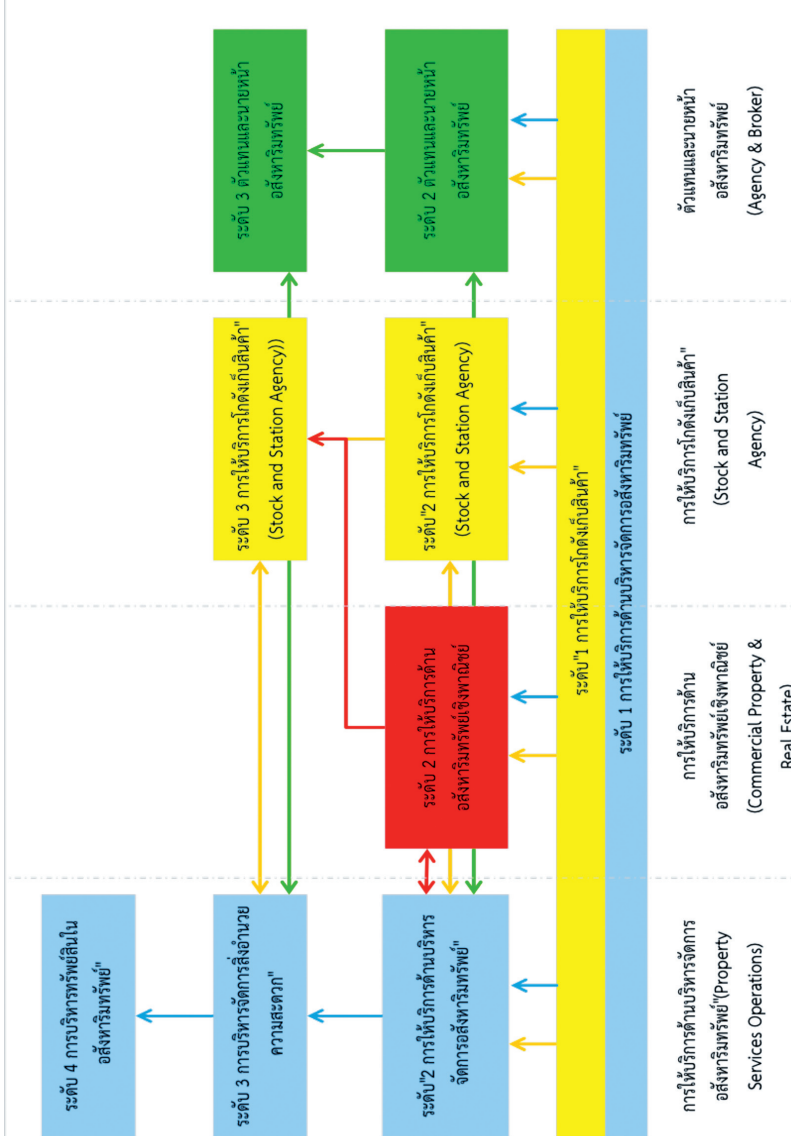 ระดับ 4 การบริหารทรัพย์สินใน
อสังหาริมทรัพย์"
ระดับ 3 การบริหารจัดการสิ่งอำนวย
ความสะดวก"
ระดับ 3 การให้บริการโกดังเก็บสินค้า"
(Stock and Station Agency))
ระดับ 3 ตัวแทนและนายหน้า
อสังหาริมทรัพย์
ระดับ"2 การให้บริการด้านบริหาร
จัดการอสังหาริมทรัพย์"
ระดับ 2 การให้บริการด้าน
อสังหาริมทรัพย์เชิงพาณิชย์
ระดับ"2 การให้บริการโกดังเก็บสินค้า"
(Stock and Station Agency)
ระดับ 2 ตัวแทนและนายหน้า
อสังหาริมทรัพย์
ระดับ"1 การให้บริการโกดังเก็บสินค้า"
ระดับ 1 การให้บริการด้านบริหารจัดการอสังหาริมทรัพย์
การให้บริการด้านบริหารจัดการ
อสังหาริมทรัพย์"(Property
Services Operations)
การให้บริการด้าน
อสังหาริมทรัพย์เชิงพาณิชย์
(Commercial Property &
Real Estate)
การให้บริการโกดังเก็บสินค้า"
(Stock and Station
Agency)
ตัวแทนและนายหน้า
อสังหาริมทรัพย์
(Agency & Broker)